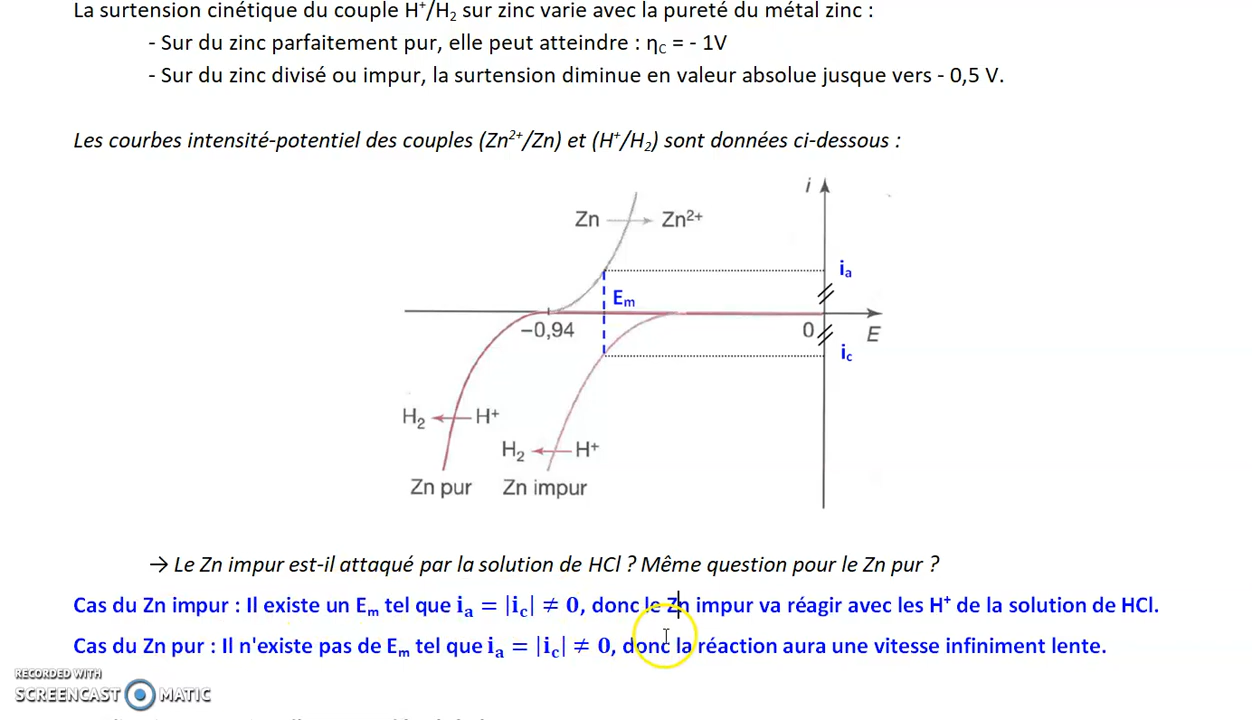 La surtension cinétique du couple H⁺/H₂ sur zinc varie avec la pureté du métal zinc :
- Sur du zinc parfaitement pur, elle peut atteindre : η_C = - 1V
- Sur du zinc divisé ou impur, la surtension diminue en valeur absolue jusque vers - 0,5 V.
Les courbes intensité-potentiel des couples (Zn²⁺/Zn) et (H⁺/H₂) sont données ci-dessous :
i
Zn → Zn²⁺
iₐ
Eₘ
−0,94
0
E
i_c
H₂ ← H⁺
H₂ ← H⁺
Zn pur
Zn impur
→ Le Zn impur est-il attaqué par la solution de HCl ? Même question pour le Zn pur ?
Cas du Zn impur : Il existe un Eₘ tel que iₐ = |i_c| ≠ 0, donc le Zn impur va réagir avec les H⁺ de la solution de HCl.
Cas du Zn pur : Il n'existe pas de Eₘ tel que iₐ = |i_c| ≠ 0, donc la réaction aura une vitesse infiniment lente.
RECORDED WITH
SCREENCAST MATIC